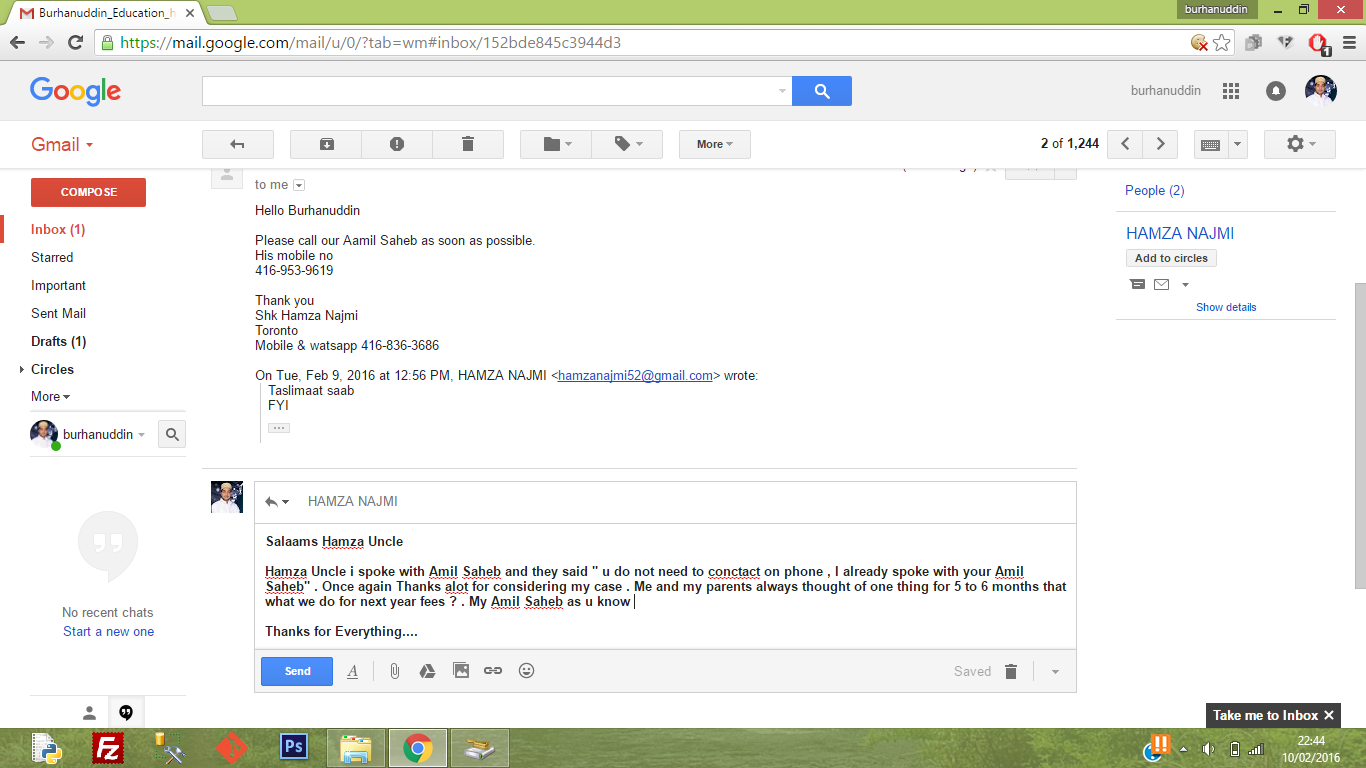 Burhanuddin_Education_h
burhanuddin
https://mail.google.com/mail/u/0/?tab=wm#inbox/152bde845c3944d3
1
Google
burhanuddin
Gmail
More
2 of 1,244
COMPOSE
Inbox (1)
Starred
Important
Sent Mail
Drafts (1)
Circles
More
burhanuddin
No recent chats
Start a new one
to me
Hello Burhanuddin
Please call our Aamil Saheb as soon as possible.
His mobile no
416-953-9619
Thank you
Shk Hamza Najmi
Toronto
Mobile & watsapp 416-836-3686
On Tue, Feb 9, 2016 at 12:56 PM, HAMZA NAJMI <hamzanajmi52@gmail.com> wrote:
Taslimaat saab
FYI
People (2)
HAMZA NAJMI
Add to circles
Show details
HAMZA NAJMI
Salaams Hamza Uncle
Hamza Uncle i spoke with Amil Saheb and they said " u do not need to conctact on phone , I already spoke with your Amil
Saheb" . Once again Thanks alot for considering my case . Me and my parents always thought of one thing for 5 to 6 months that
what we do for next year fees ? . My Amil Saheb as u know
Thanks for Everything....
Send
Saved
Take me to Inbox
Fz
Ps
22:44
10/02/2016